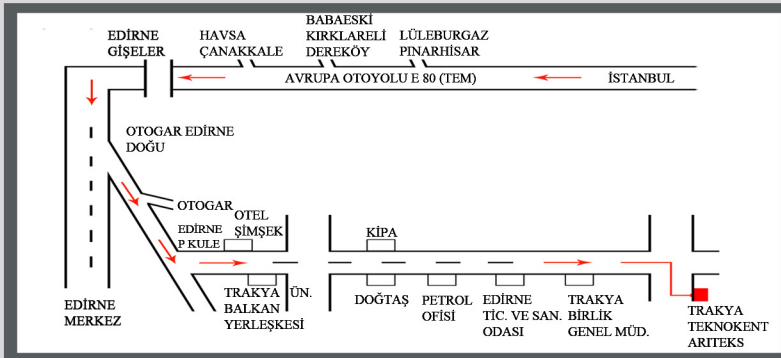 EDİRNE
GİŞELER
HAVSA
ÇANAKKALE
BABAESKİ
KIRKLARELİ
DEREKÖY
LÜLEBURGAZ
PINARHİSAR
AVRUPA OTOYOLU E 80 (TEM)
İSTANBUL
OTOGAR EDİRNE
DOĞU
OTOGAR
EDİRNE
P KULE
OTEL
ŞİMŞEK
KİPA
EDİRNE
MERKEZ
TRAKYA ÜN.
BALKAN
YERLEŞKESİ
DOĞTAŞ
PETROL
OFİSİ
EDİRNE
TİC. VE SAN.
ODASI
TRAKYA
BİRLİK
GENEL MÜD.
TRAKYA
TEKNOKENT
ARITEKS